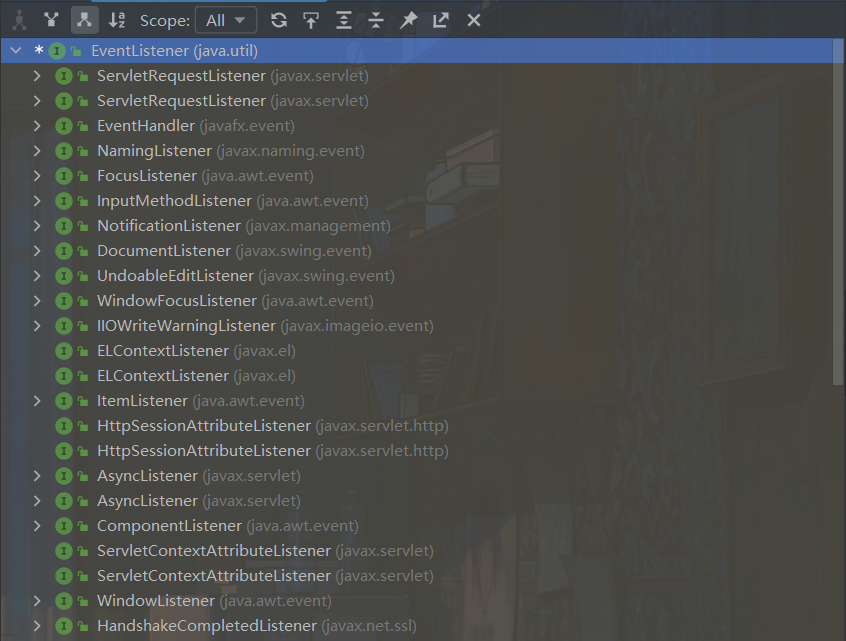 Scope: All
* EventListener (java.util)
ServletRequestListener (javax.servlet)
ServletRequestListener (javax.servlet)
EventHandler (javafx.event)
NamingListener (javax.naming.event)
FocusListener (java.awt.event)
InputMethodListener (java.awt.event)
NotificationListener (javax.management)
DocumentListener (javax.swing.event)
UndoableEditListener (javax.swing.event)
WindowFocusListener (java.awt.event)
IIOWriteWarningListener (javax.imageio.event)
ELContextListener (javax.el)
ELContextListener (javax.el)
ItemListener (java.awt.event)
HttpSessionAttributeListener (javax.servlet.http)
HttpSessionAttributeListener (javax.servlet.http)
AsyncListener (javax.servlet)
AsyncListener (javax.servlet)
ComponentListener (java.awt.event)
ServletContextAttributeListener (javax.servlet)
ServletContextAttributeListener (javax.servlet)
WindowListener (java.awt.event)
HandshakeCompletedListener (javax.net.ssl)